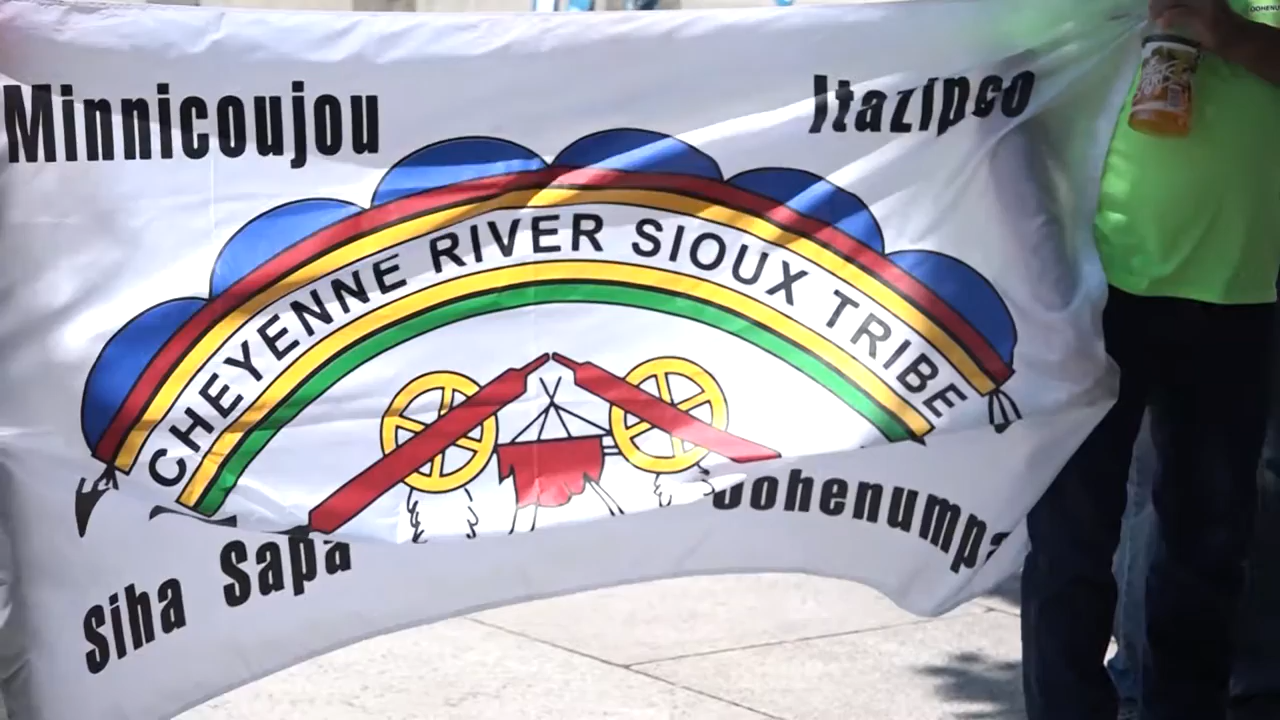 Minnicoujou
Itazipco
CHEYENNE RIVER SIOUX TRIBE
Siha Sapa
Oohenumpa